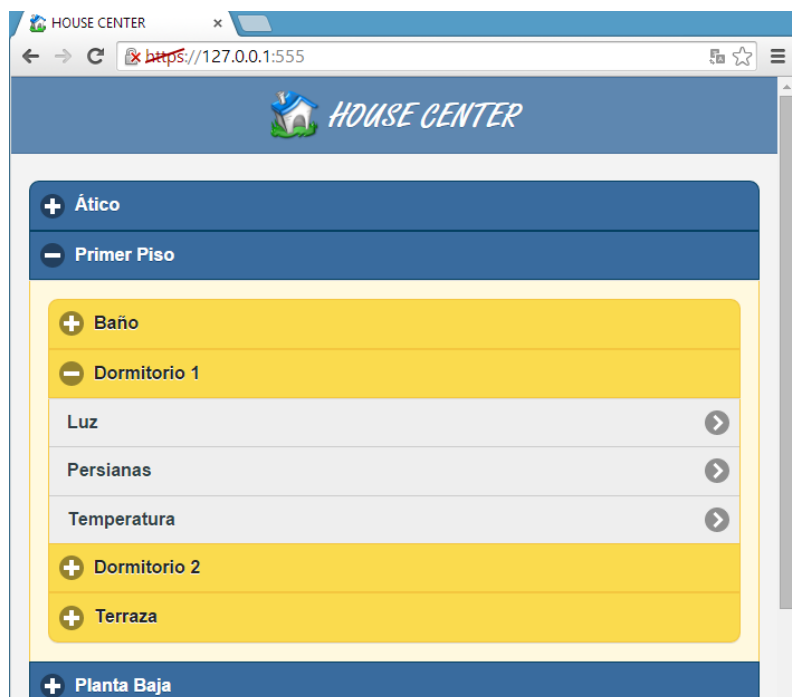 HOUSE CENTER
https://127.0.0.1:555
HOUSE CENTER
Ático
Primer Piso
Baño
Dormitorio 1
Luz
Persianas
Temperatura
Dormitorio 2
Terraza
Planta Baja